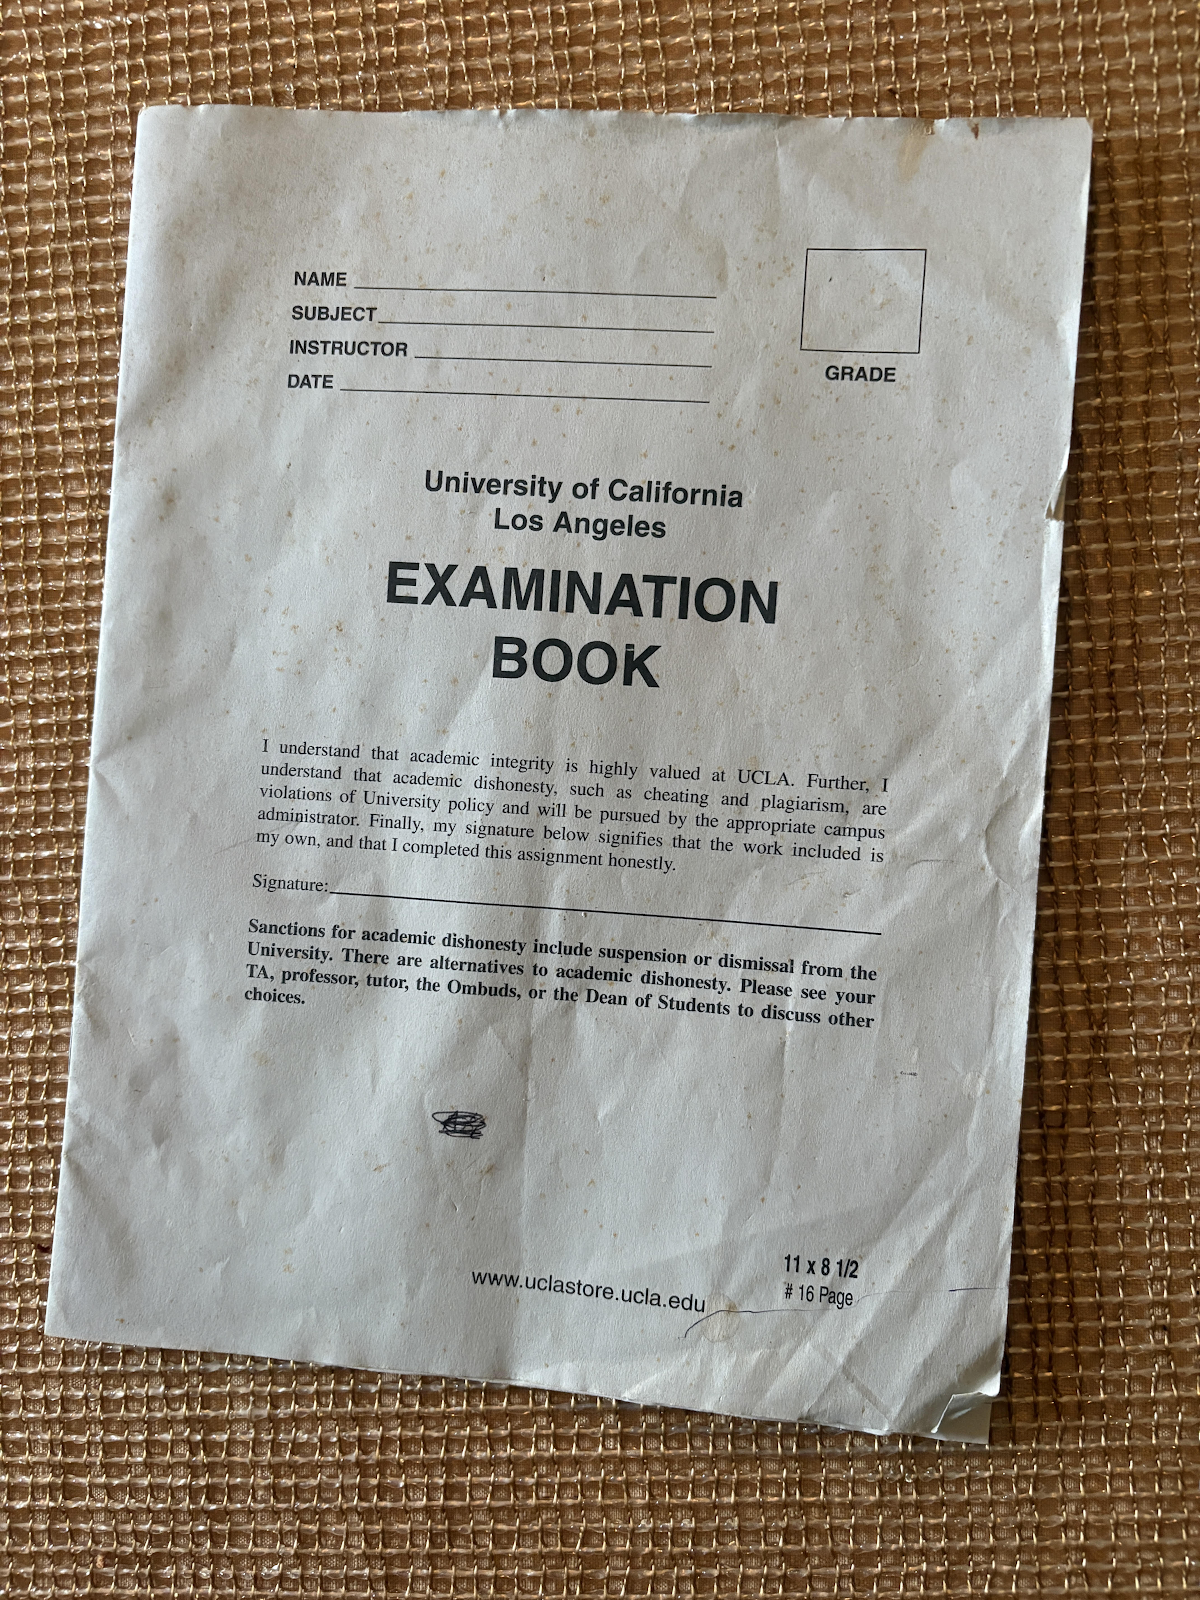 NAME
SUBJECT
INSTRUCTOR
DATE
GRADE
University of California
Los Angeles
EXAMINATION
BOOK
I understand that academic integrity is highly valued at UCLA. Further, I
understand that academic dishonesty, such as cheating and plagiarism, are
violations of University policy and will be pursued by the appropriate campus
administrator. Finally, my signature below signifies that the work included is
my own, and that I completed this assignment honestly.
Signature:
Sanctions for academic dishonesty include suspension or dismissal from the
University. There are alternatives to academic dishonesty. Please see your
TA, professor, tutor, the Ombuds, or the Dean of Students to discuss other
choices.
11 x 8 1/2
# 16 Page
www.uclastore.ucla.edu